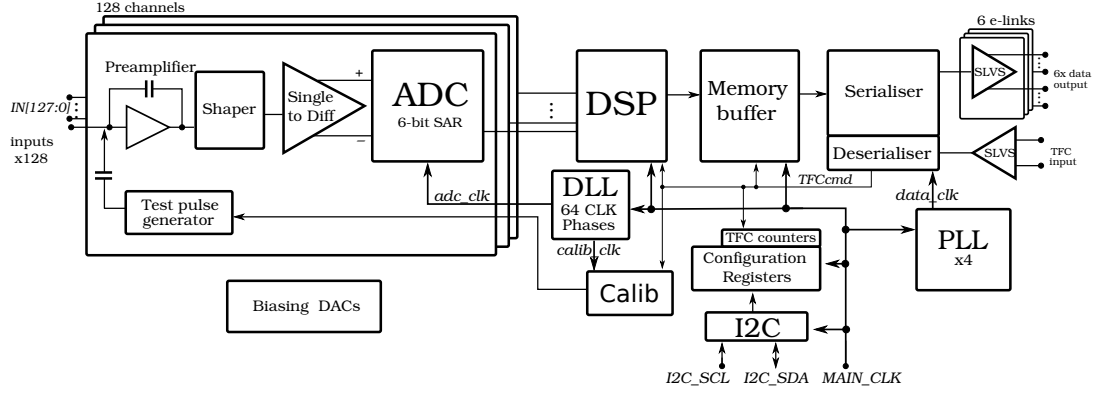 128 channels
6 e-links
Preamplifier
IN[127:0]
inputs
x128
Shaper
Single
to Diff
+
−
ADC
6-bit SAR
DSP
Memory
buffer
Serialiser
Deserialiser
SLVS
6x data
output
SLVS
TFC
input
Test pulse
generator
adc_clk
DLL
64 CLK
Phases
calib_clk
Calib
TFCcmd
data_clk
TFC counters
Configuration
Registers
PLL
x4
Biasing DACs
I2C
I2C_SCL
I2C_SDA
MAIN_CLK